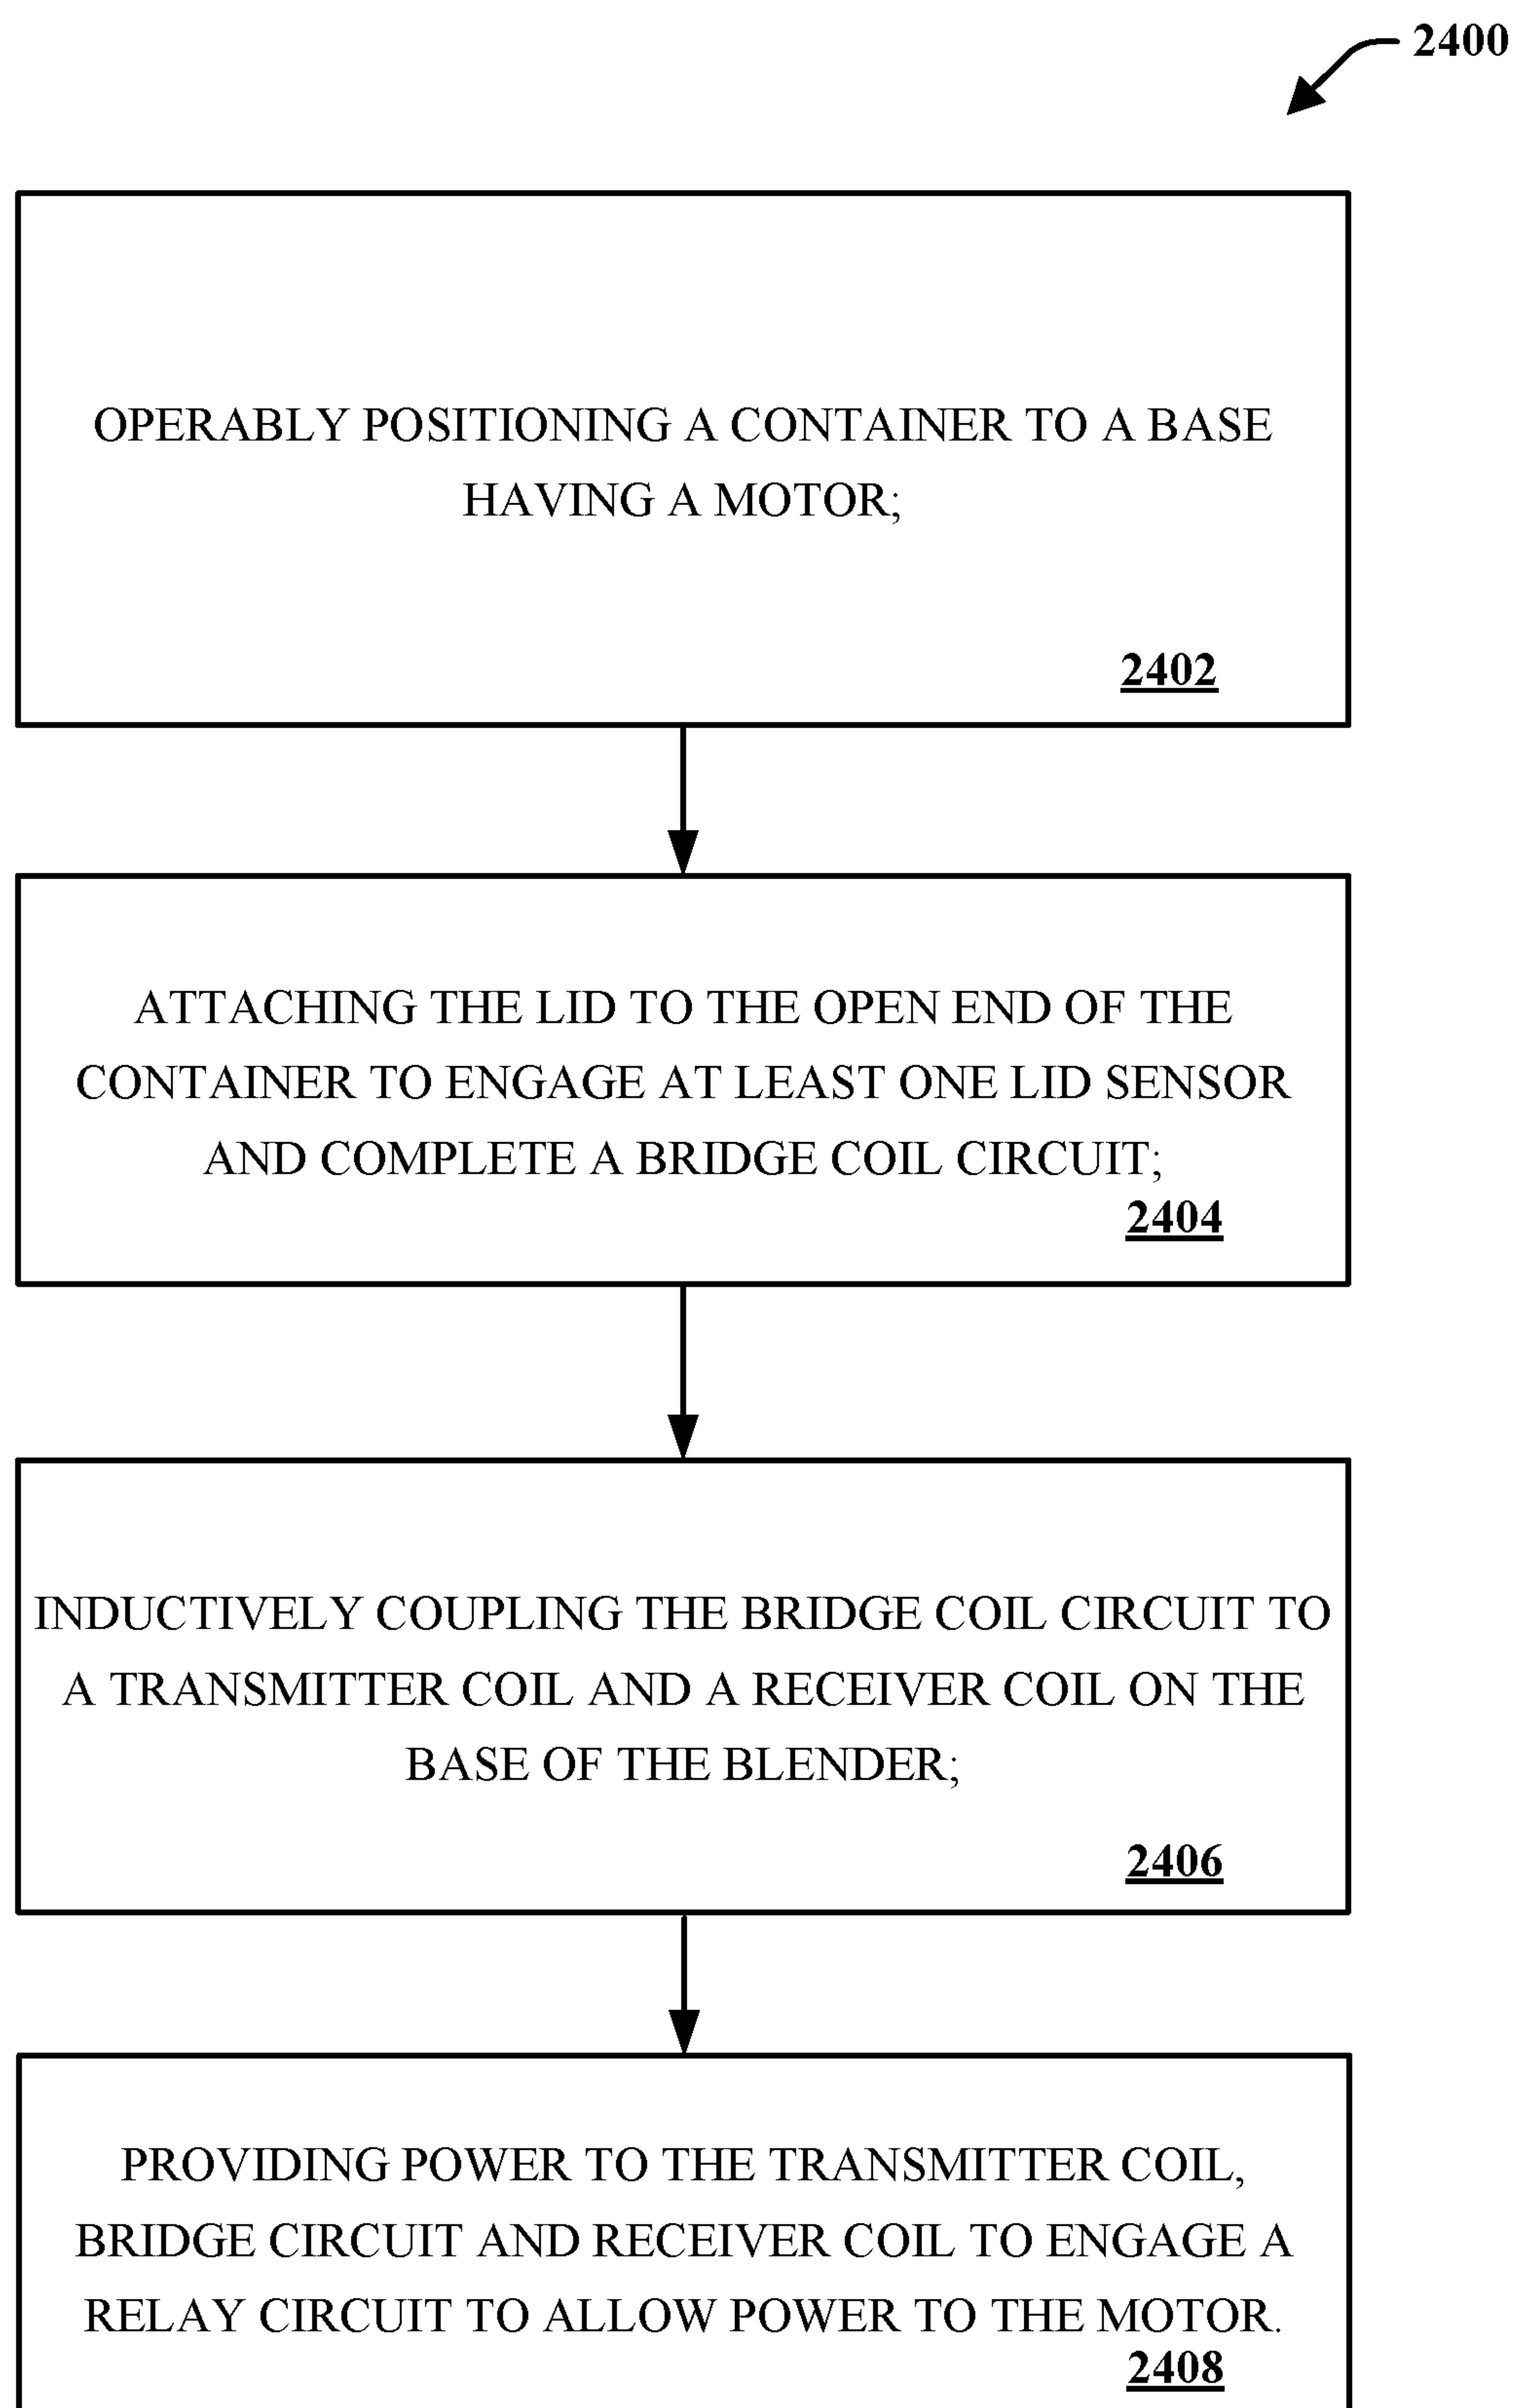 2400
OPERABLY POSITIONING A CONTAINER TO A BASE
HAVING A MOTOR;
2402
ATTACHING THE LID TO THE OPEN END OF THE
CONTAINER TO ENGAGE AT LEAST ONE LID SENSOR
AND COMPLETE A BRIDGE COIL CIRCUIT;
2404
INDUCTIVELY COUPLING THE BRIDGE COIL CIRCUIT TO
A TRANSMITTER COIL AND A RECEIVER COIL ON THE
BASE OF THE BLENDER;
2406
PROVIDING POWER TO THE TRANSMITTER COIL,
BRIDGE CIRCUIT AND RECEIVER COIL TO ENGAGE A
RELAY CIRCUIT TO ALLOW POWER TO THE MOTOR.
2408